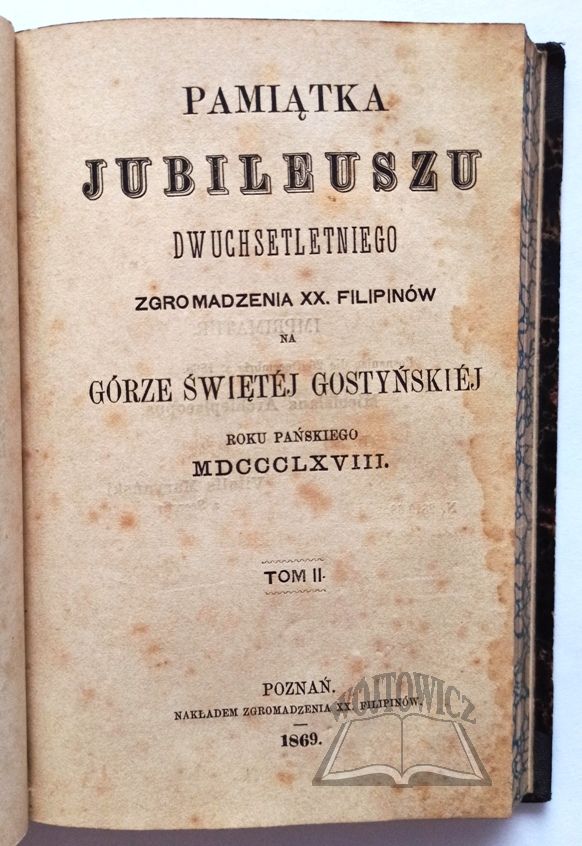 PAMIĄTKA
JUBILEUSZU
DWUCHSETLETNIEGO
ZGROMADZENIA XX. FILIPINÓW
NA
GÓRZE ŚWIĘTÉJ GOSTYŃSKIÉJ
ROKU PAŃSKIEGO
MDCCCLXVIII.
TOM II.
POZNAŃ.
NAKŁADEM ZGROMADZENIA XX. FILIPINÓW.
1869.
WÓJTOWICZ